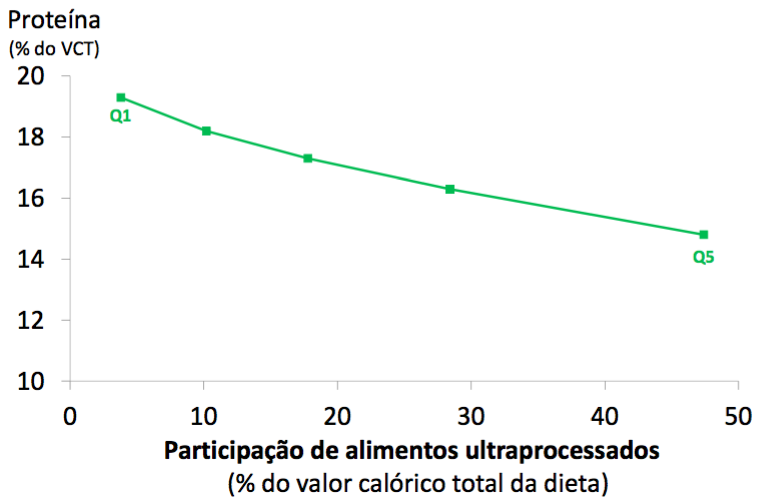 Proteína
(% do VCT)
20
18
16
14
12
10
Q1
Q5
0 10 20 30 40 50
Participação de alimentos ultraprocessados
(% do valor calórico total da dieta)